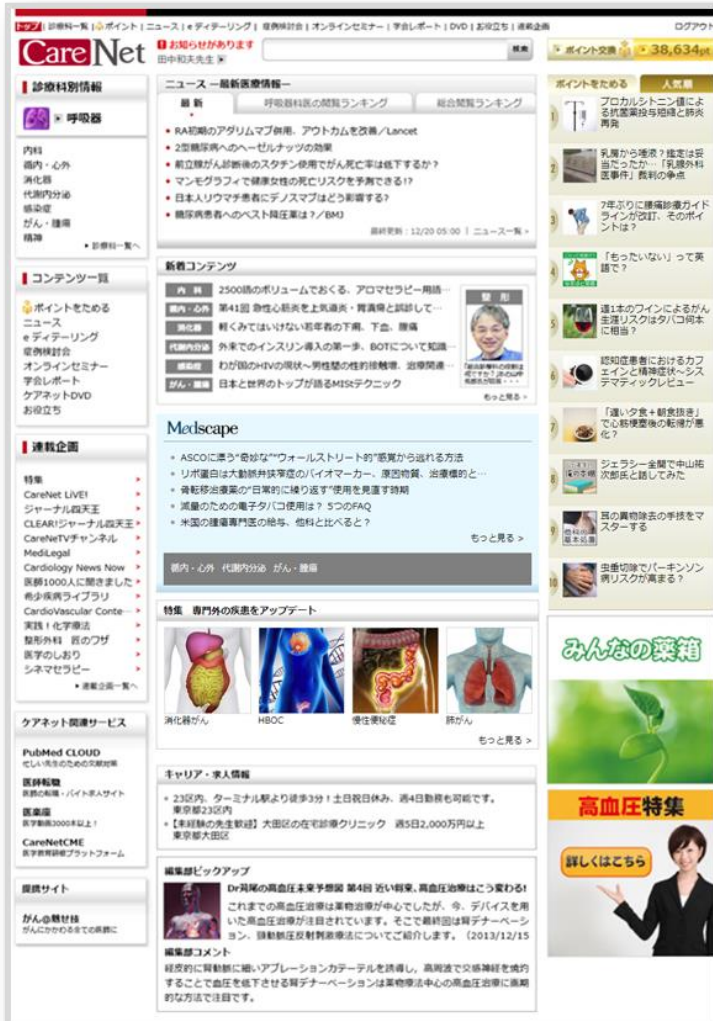 トップ | 診療科一覧 | ポイント | ニュース | e ディテーリング | 症例検討会 | オンラインセミナー | 学会レポート | DVD | お役立ち | 連載企画
ログアウト
CareNet
お知らせがあります
田中和夫先生
検索
ポイント交換
38,634pt
診療科別情報
呼吸器
内科
循内・心外
消化器
代謝内分泌
感染症
がん・腫瘍
精神
診療科一覧へ
コンテンツ一覧
ポイントをためる
ニュース
e ディテーリング
症例検討会
オンラインセミナー
学会レポート
ケアネットDVD
お役立ち
連載企画
特集
CareNet LiVE!
ジャーナル四天王
CLEAR!ジャーナル四天王
CareNeTVチャンネル
MediLegal
Cardiology News Now
医師1000人に聞きました
希少疾病ライブラリ
CardioVascular Conte…
実践！化学療法
整形外科 匠のワザ
医学のしおり
シネマセラピー
連載企画一覧へ
ケアネット関連サービス
PubMed CLOUD
忙しい先生のための文献対策
医師転職
医師の転職・バイト求人サイト
医楽座
医学動画3000本以上！
CareNetCME
医学教育研修プラットフォーム
提携サイト
がん@魅せ技
がんにかかわる全ての医師に
ニュース ―最新医療情報―
最 新
呼吸器科医の閲覧ランキング
総合閲覧ランキング
RA初期のアダリムマブ併用、アウトカムを改善／Lancet
2型糖尿病へのヘーゼルナッツの効果
前立腺がん診断後のスタチン使用でがん死亡率は低下するか？
マンモグラフィで健康女性の死亡リスクを予測できる!?
日本人リウマチ患者にデノスマブはどう影響する?
糖尿病患者へのベスト降圧薬は？／BMJ
最終更新：12/20 05:00 | ニュース一覧 >
新着コンテンツ
内 科 2500語のボリュームでおくる、アロマセラピー用語…
循内・心外 第41回 急性心筋炎を上気道炎・胃潰瘍と誤診して…
消化器 軽くみてはいけない若年者の下痢、下血、腹痛
代謝内分泌 外来でのインスリン導入の第一歩、BOTについて知識…
感染症 わが国のHIVの現状～男性間の性的接触増、治療関連…
がん・腫瘍 日本と世界のトップが語るMIStテクニック
整 形
もっと見る >
Medscape
ASCOに漂う“奇妙な”“ウォールストリート的”感覚から逃れる方法
リポ蛋白は大動脈弁狭窄症のバイオマーカー、原因物質、治療標的と…
骨転移治療薬の“日常的に繰り返す”使用を見直す時期
減量のための電子タバコ使用は？ 5つのFAQ
米国の腫瘍専門医の給与、他科と比べると？
もっと見る >
循内・心外 代謝内分泌 がん・腫瘍
特集 専門外の疾患をアップデート
消化器がん
HBOC
慢性便秘症
肺がん
もっと見る >
キャリア・求人情報
23区内、ターミナル駅より徒歩3分！土日祝日休み、週4日勤務も可能です。
東京都23区内
【未経験の先生歓迎】大田区の在宅診療クリニック 週5日2,000万円以上
東京都大田区
編集部ピックアップ
Dr苅尾の高血圧未来予想図 第4回 近い将来、高血圧治療はこう変わる!
これまでの高血圧治療は薬物治療が中心でしたが、今、デバイスを用
いた高血圧治療が注目されています。そこで最終回は腎デナーベーシ
ョン、頸動脈圧反射刺激療法についてご紹介します。（2013/12/15
編集部コメント
経皮的に腎動脈に細いアブレーションカテーテルを誘導し、高周波で交感神経を焼灼
することで血圧を低下させる腎デナーベーションは薬物療法中心の高血圧治療に画期
的な方法で注目です。
ポイントをためる
人気順
1
プロカルシトニン値によ
る抗菌薬投与短縮と肺炎
再発
2
乳房から唾液？鑑定は妥
当だったか…「乳腺外科
医事件」裁判の争点
3
7年ぶりに腰痛診療ガイド
ラインが改訂、そのポイ
ントは？
4
「もったいない」って英
語で？
5
週1本のワインによるがん
生涯リスクはタバコ何本
に相当？
6
認知症患者におけるカフ
ェインと精神症状～シス
テマティックレビュー
7
「遅い夕食+朝食抜き」
で心筋梗塞後の転帰が悪
化？
8
ジェラシー全開で中山祐
次郎氏と話してみた
9
耳の異物除去の手技をマ
スターする
10
虫垂切除でパーキンソン
病リスクが高まる？
みんなの薬箱
高血圧特集
詳しくはこちら